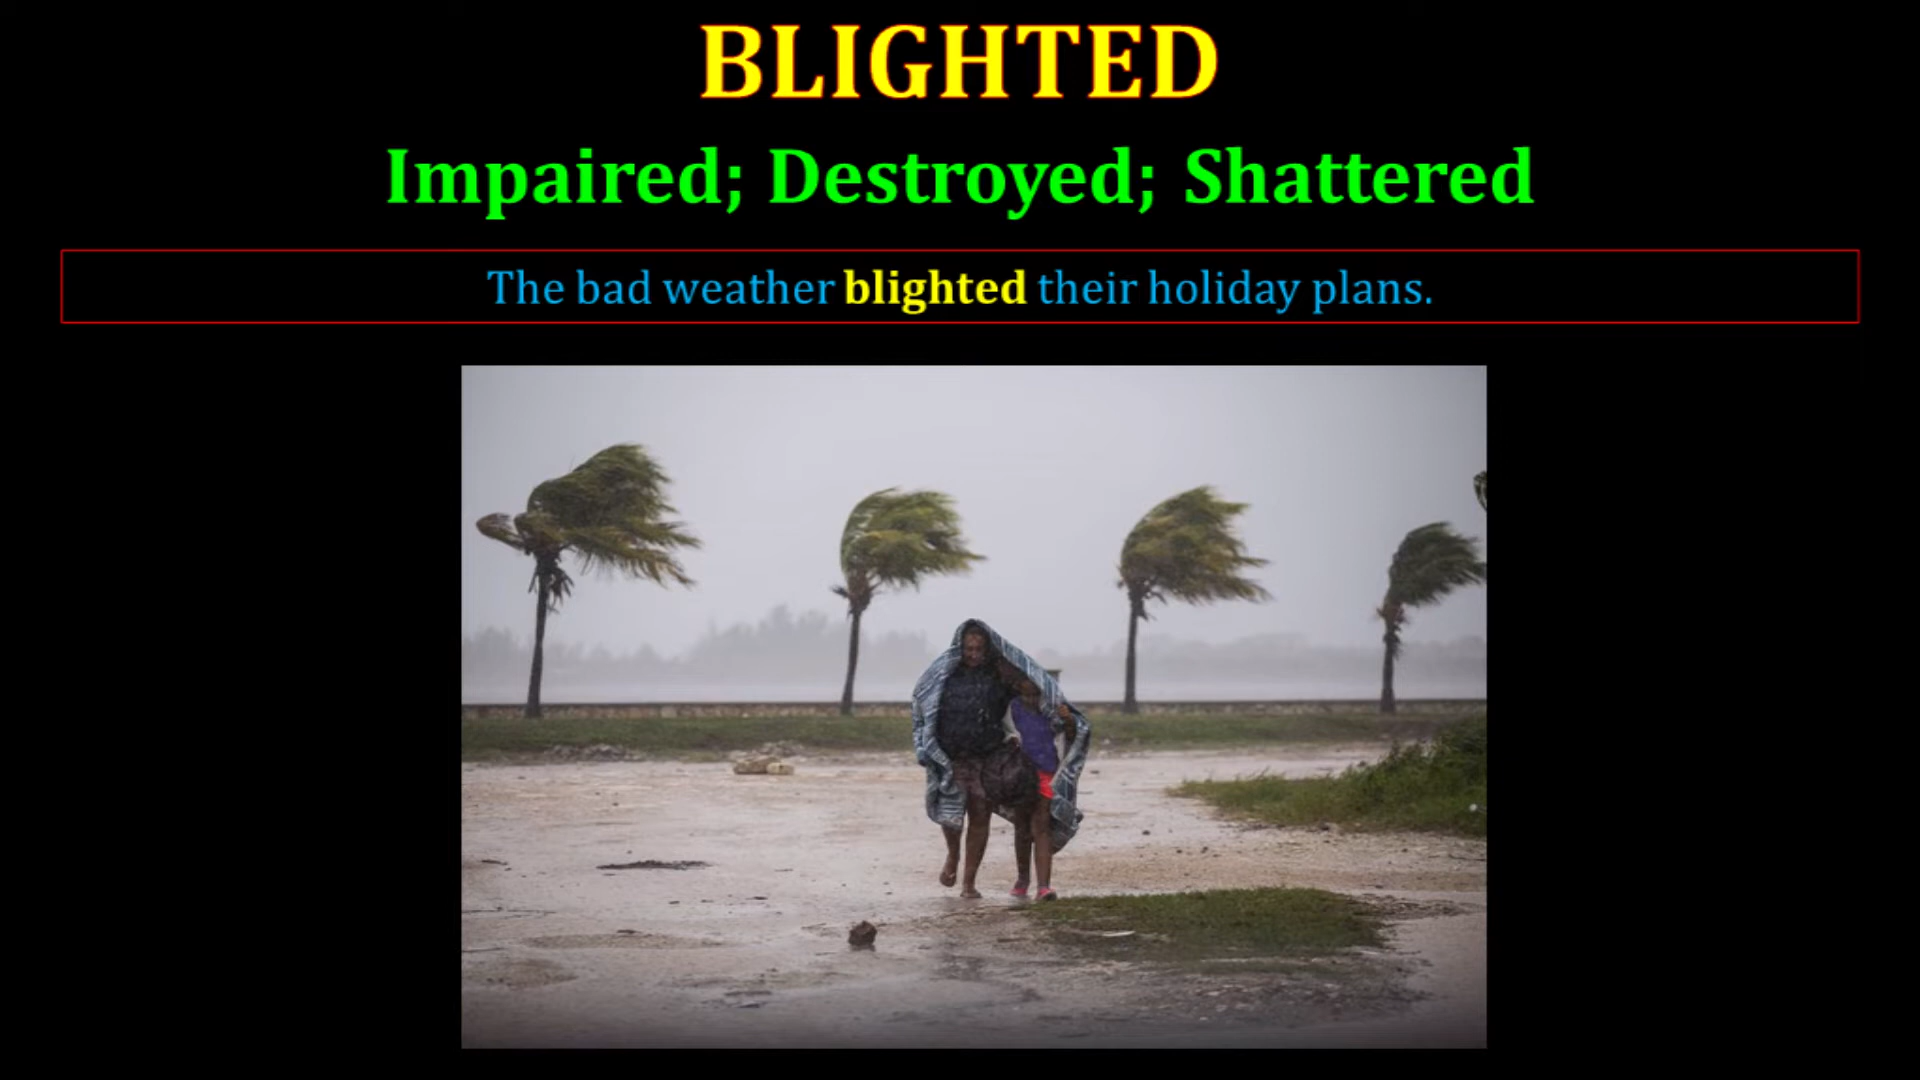 BLIGHTED
Impaired; Destroyed; Shattered
The bad weather blighted their holiday plans.